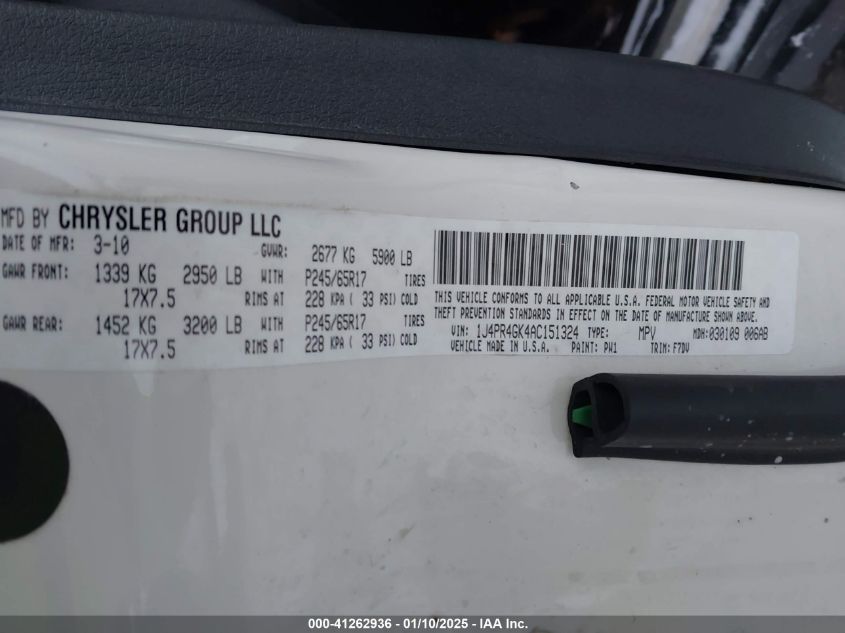 MFD BY CHRYSLER GROUP LLC
DATE OF MFR: 3-10 GVWR: 2677 KG 5900 LB
GAWR FRONT: 1339 KG 2950 LB WITH P245/65R17 TIRES
17X7.5 RIMS AT 228 KPA ( 33 PSI) COLD
GAWR REAR: 1452 KG 3200 LB WITH P245/65R17 TIRES
17X7.5 RIMS AT 228 KPA ( 33 PSI) COLD
THIS VEHICLE CONFORMS TO ALL APPLICABLE U.S.A. FEDERAL MOTOR VEHICLE SAFETY AND
THEFT PREVENTION STANDARDS IN EFFECT ON THE DATE OF MANUFACTURE SHOWN ABOVE.
VIN: 1J4PR4GK4AC151324 TYPE: MPV MDH: 030109 006AB
VEHICLE MADE IN U.S.A. PAINT: PW1 TRIM: F7DV
000-41262936 - 01/10/2025 - © IAA Inc.